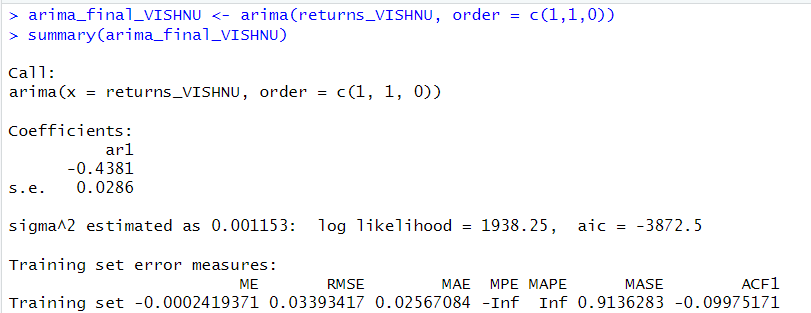 > arima_final_VISHNU <- arima(returns_VISHNU, order = c(1,1,0))
> summary(arima_final_VISHNU)
Call:
arima(x = returns_VISHNU, order = c(1, 1, 0))
Coefficients:
ar1
-0.4381
s.e. 0.0286
sigma^2 estimated as 0.001153: log likelihood = 1938.25, aic = -3872.5
Training set error measures:
ME RMSE MAE MPE MAPE MASE ACF1
Training set -0.0002419371 0.03393417 0.02567084 -Inf Inf 0.9136283 -0.09975171